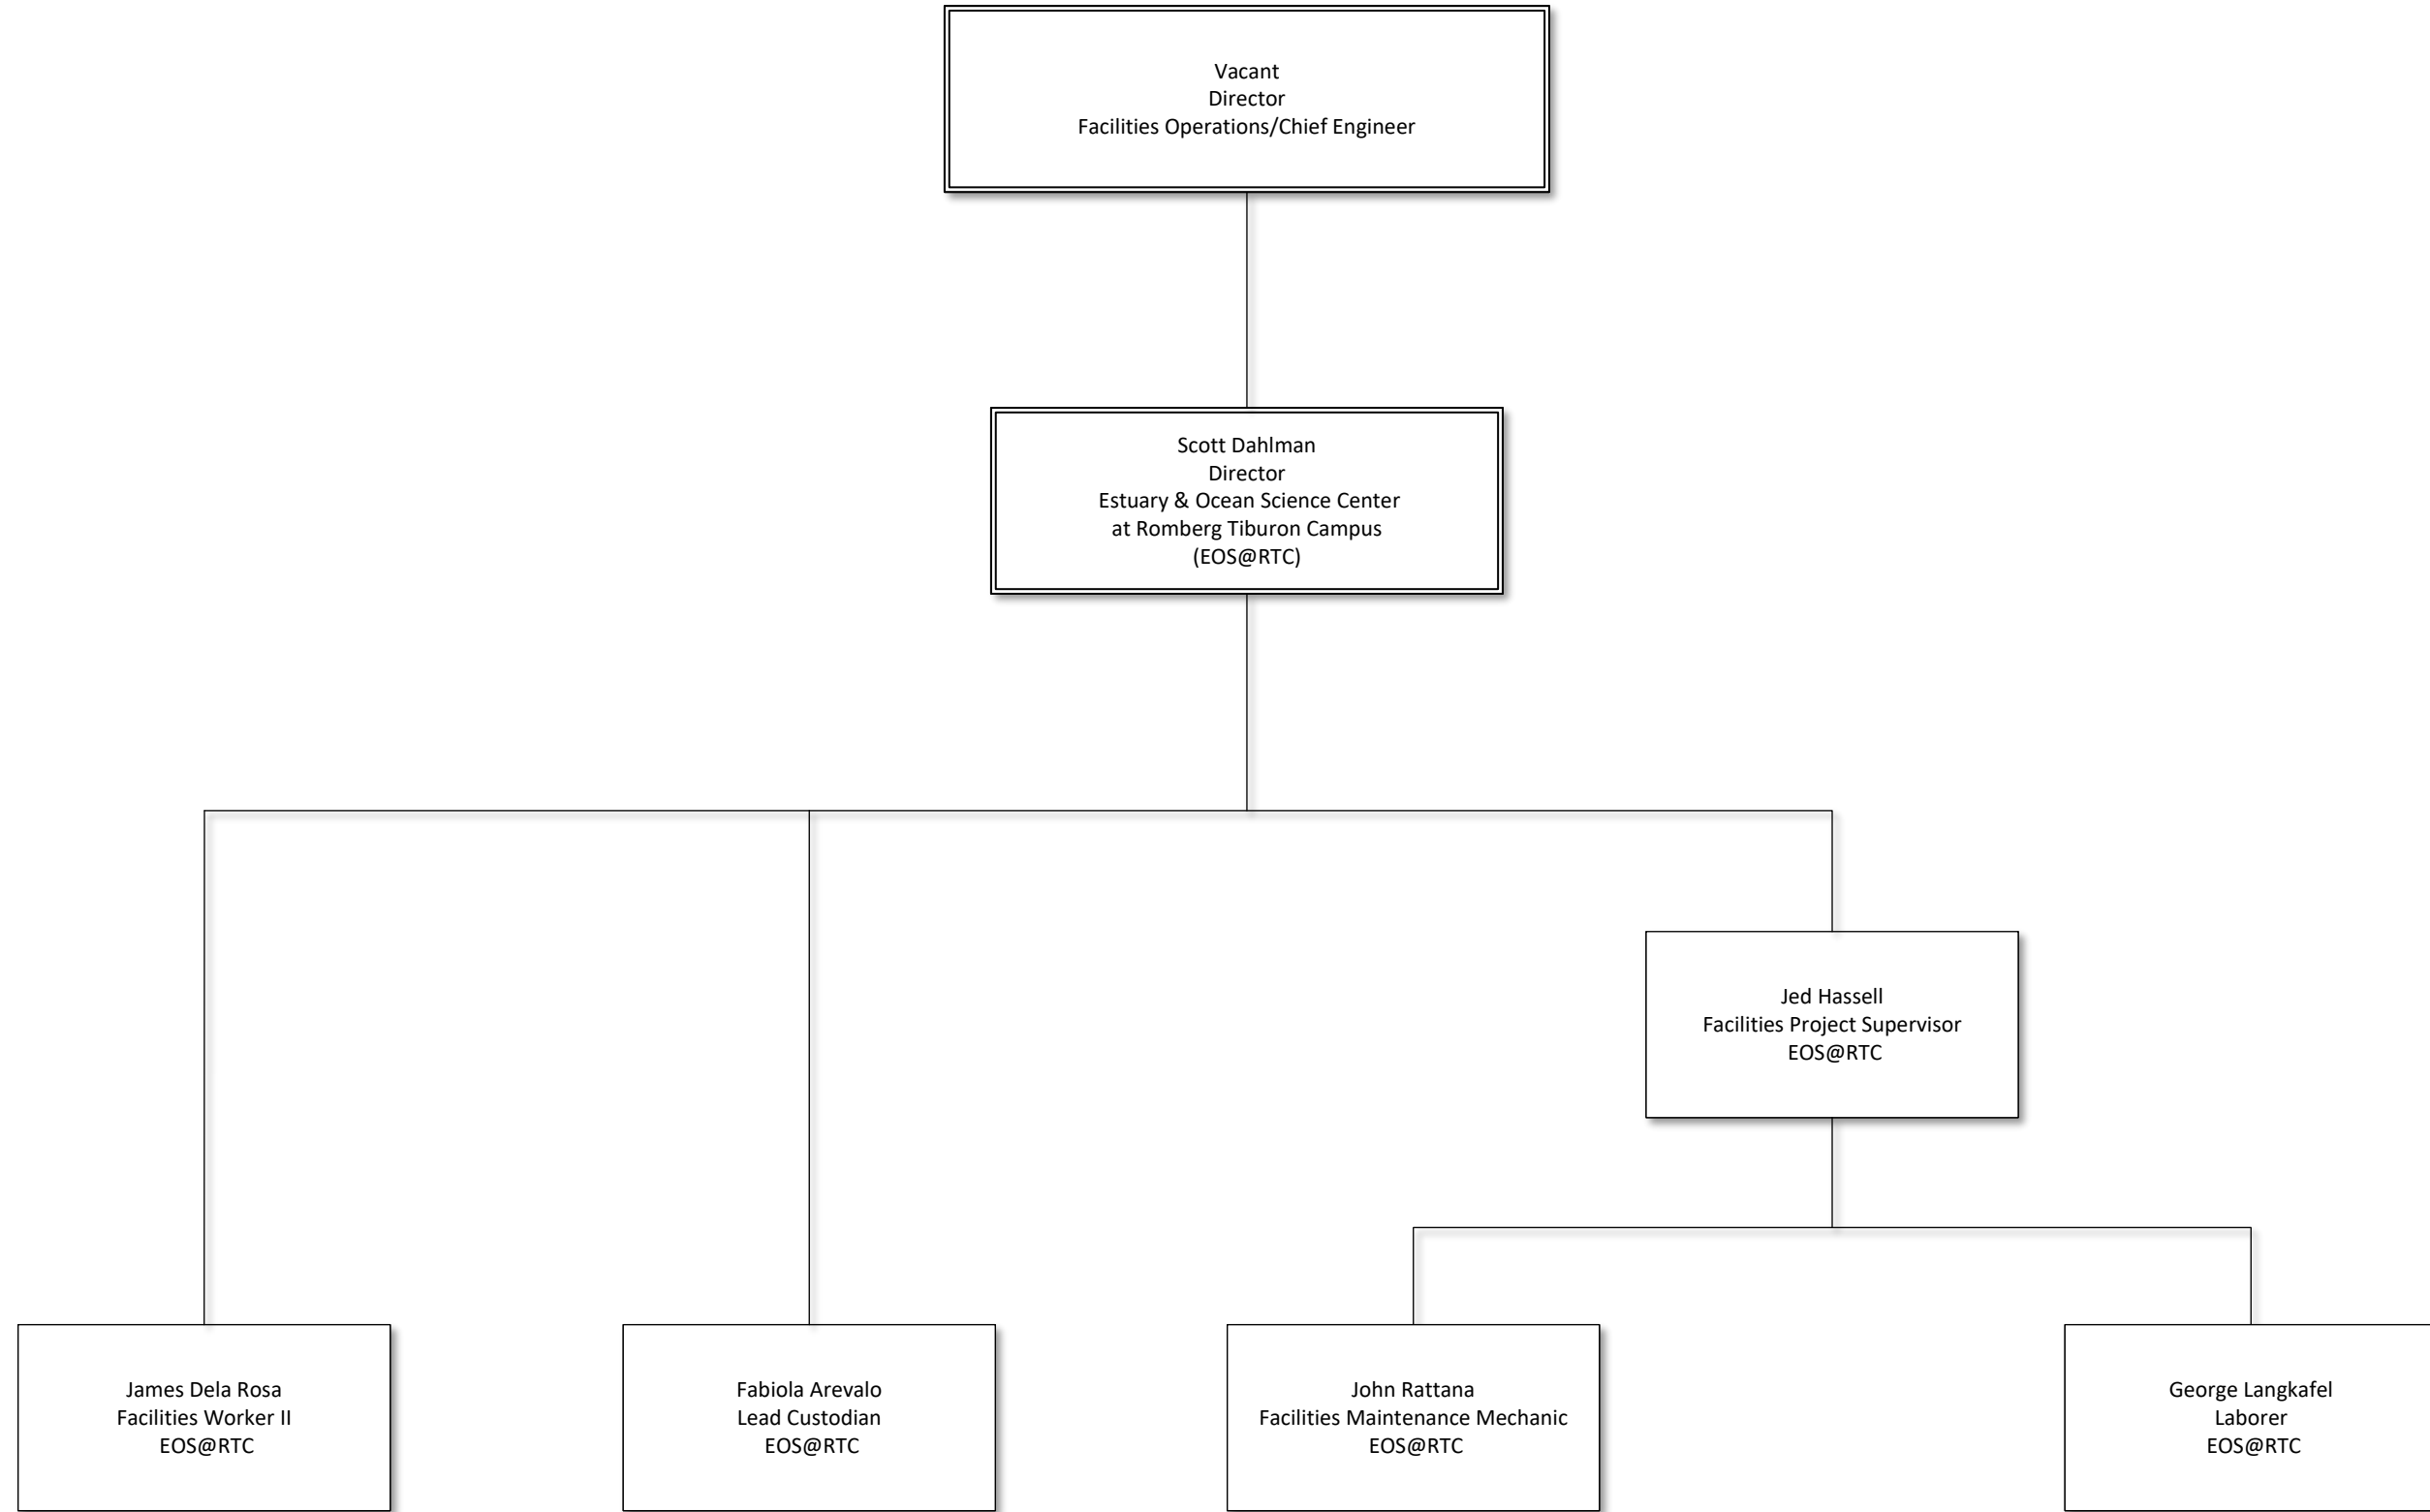 Vacant
Director
Facilities Operations/Chief Engineer
Scott Dahlman
Director
Estuary & Ocean Science Center
at Romberg Tiburon Campus
(EOS@RTC)
Jed Hassell
Facilities Project Supervisor
EOS@RTC
James Dela Rosa
Facilities Worker II
EOS@RTC
Fabiola Arevalo
Lead Custodian
EOS@RTC
John Rattana
Facilities Maintenance Mechanic
EOS@RTC
George Langkafel
Laborer
EOS@RTC